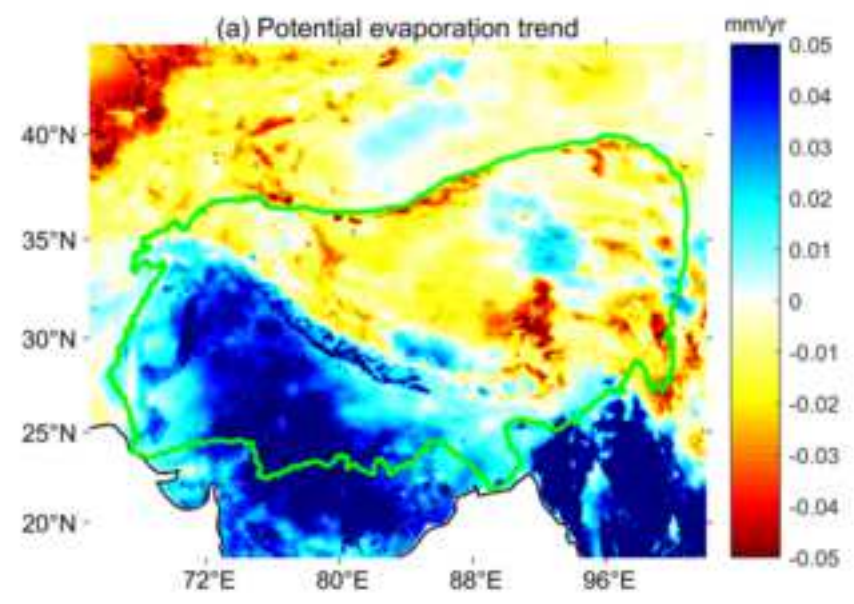 (a) Potential evaporation trend
mm/yr
0.05
0.04
0.03
0.02
0.01
0
-0.01
-0.02
-0.03
-0.04
-0.05
40°N
35°N
30°N
25°N
20°N
72°E 80°E 88°E 96°E